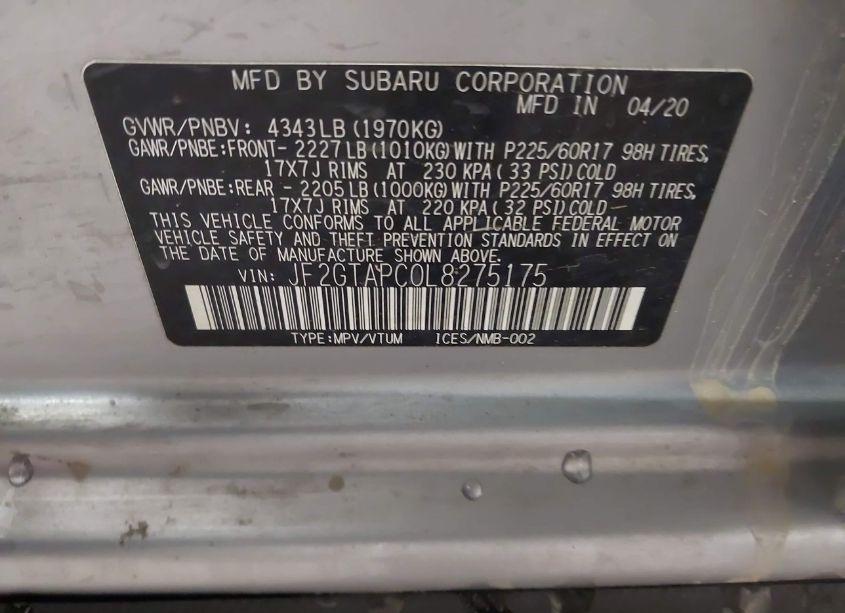 MFD BY SUBARU CORPORATION
MFD IN 04/20
GVWR/PNBV: 4343LB (1970KG)
GAWR/PNBE:FRONT- 2227LB (1010KG) WITH P225/60R17 98H TIRES,
17X7J RIMS AT 230 KPA (33 PSI) COLD
GAWR/PNBE:REAR - 2205LB (1000KG) WITH P225/60R17 98H TIRES,
17X7J RIMS AT 220 KPA (32 PSI) COLD
THIS VEHICLE CONFORMS TO ALL APPLICABLE FEDERAL MOTOR
VEHICLE SAFETY AND THEFT PREVENTION STANDARDS IN EFFECT ON
THE DATE OF MANUFACTURE SHOWN ABOVE.
VIN: JF2GTAPC0L8275175
TYPE:MPV/VTUM ICES/NMB-002